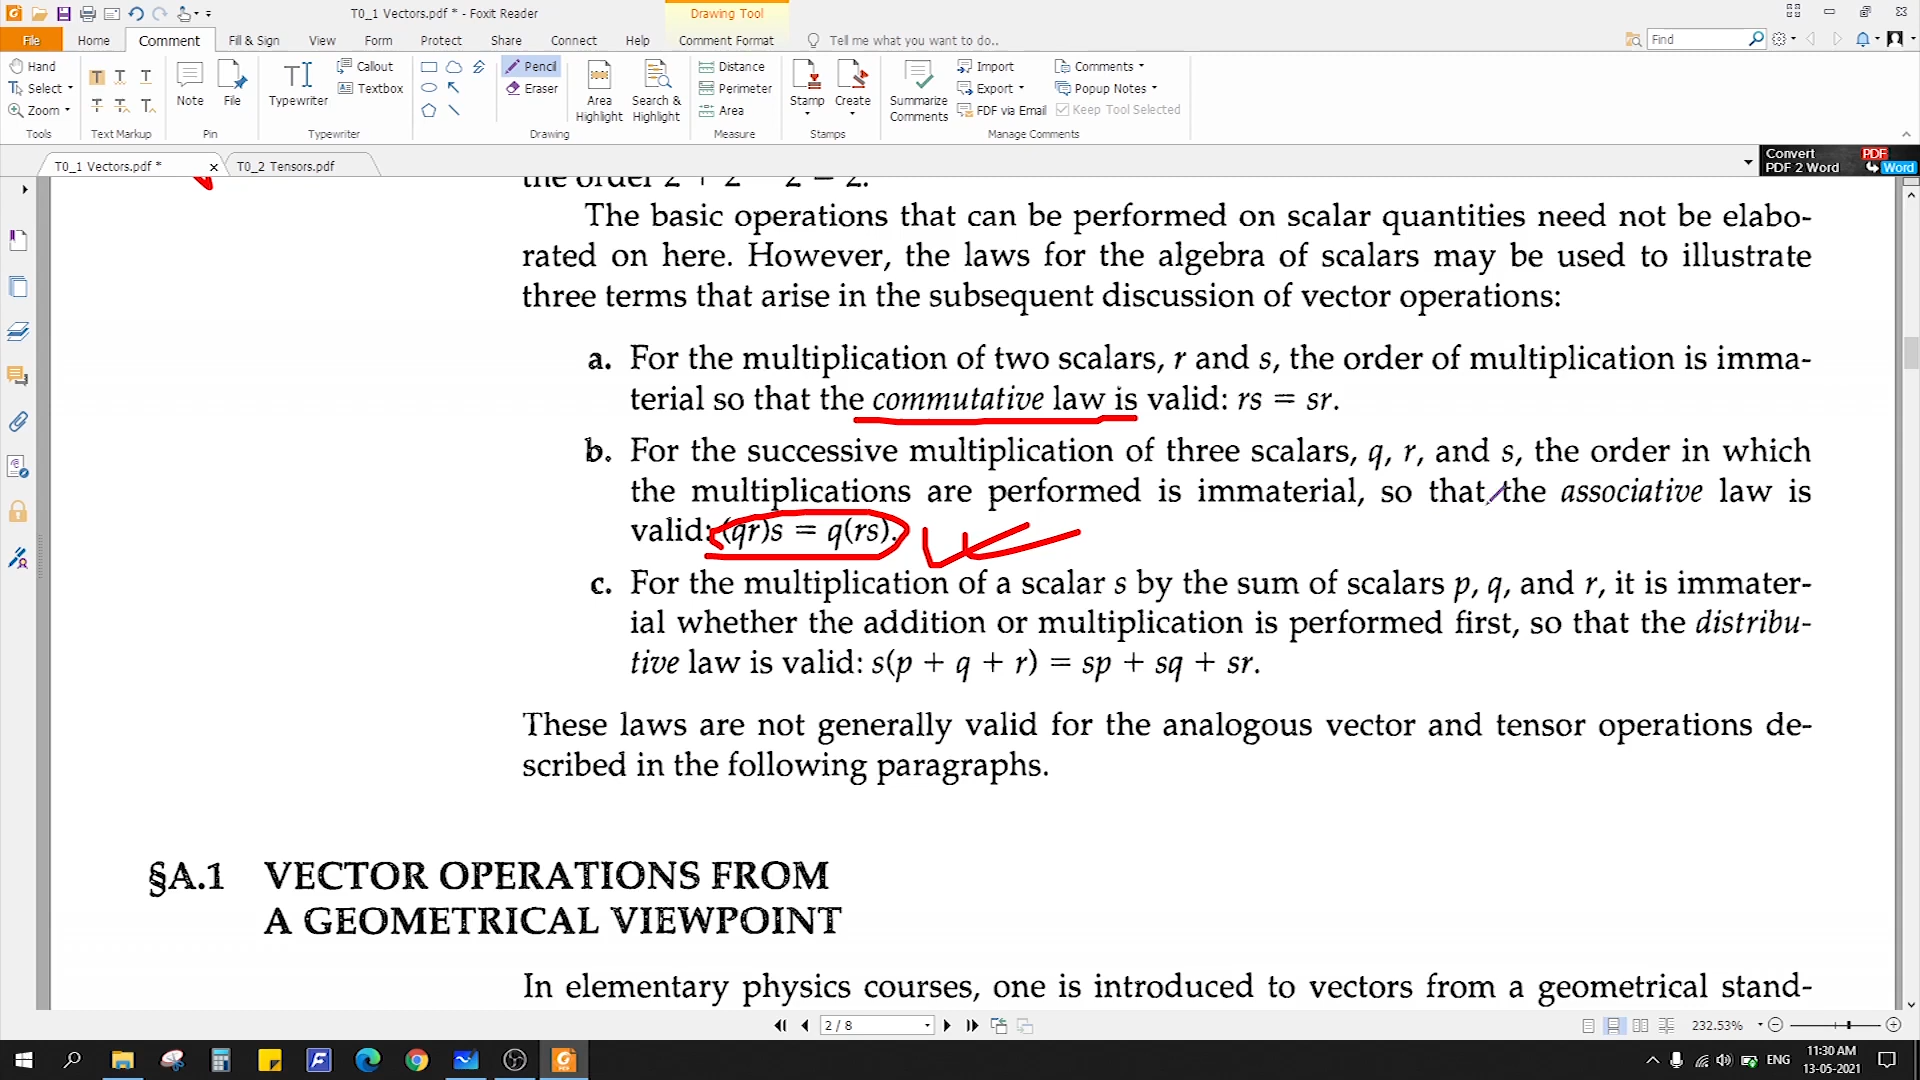 T0_1 Vectors.pdf * - Foxit Reader
Drawing Tool
File Home Comment Fill & Sign View Form Protect Share Connect Help Comment Format Tell me what you want to do.. Find
Hand
Select
Zoom
Tools
Text Markup
Note
File
Pin
Typewriter
Callout
Textbox
Typewriter
Pencil
Eraser
Drawing
Area Highlight
Search & Highlight
Distance
Perimeter
Area
Measure
Stamp
Create
Stamps
Summarize Comments
Import
Export
FDF via Email
Comments
Popup Notes
Keep Tool Selected
Manage Comments
T0_1 Vectors.pdf *
T0_2 Tensors.pdf
Convert PDF
PDF 2 Word Word
The basic operations that can be performed on scalar quantities need not be elabo-
rated on here. However, the laws for the algebra of scalars may be used to illustrate
three terms that arise in the subsequent discussion of vector operations:
a. For the multiplication of two scalars, r and s, the order of multiplication is imma-
terial so that the commutative law is valid: rs = sr.
b. For the successive multiplication of three scalars, q, r, and s, the order in which
the multiplications are performed is immaterial, so that the associative law is
valid: (qr)s = q(rs).
c. For the multiplication of a scalar s by the sum of scalars p, q, and r, it is immater-
ial whether the addition or multiplication is performed first, so that the distribu-
tive law is valid: s(p + q + r) = sp + sq + sr.
These laws are not generally valid for the analogous vector and tensor operations de-
scribed in the following paragraphs.
§A.1 VECTOR OPERATIONS FROM
A GEOMETRICAL VIEWPOINT
In elementary physics courses, one is introduced to vectors from a geometrical stand-
2 / 8
232.53%
ENG
11:30 AM
13-05-2021